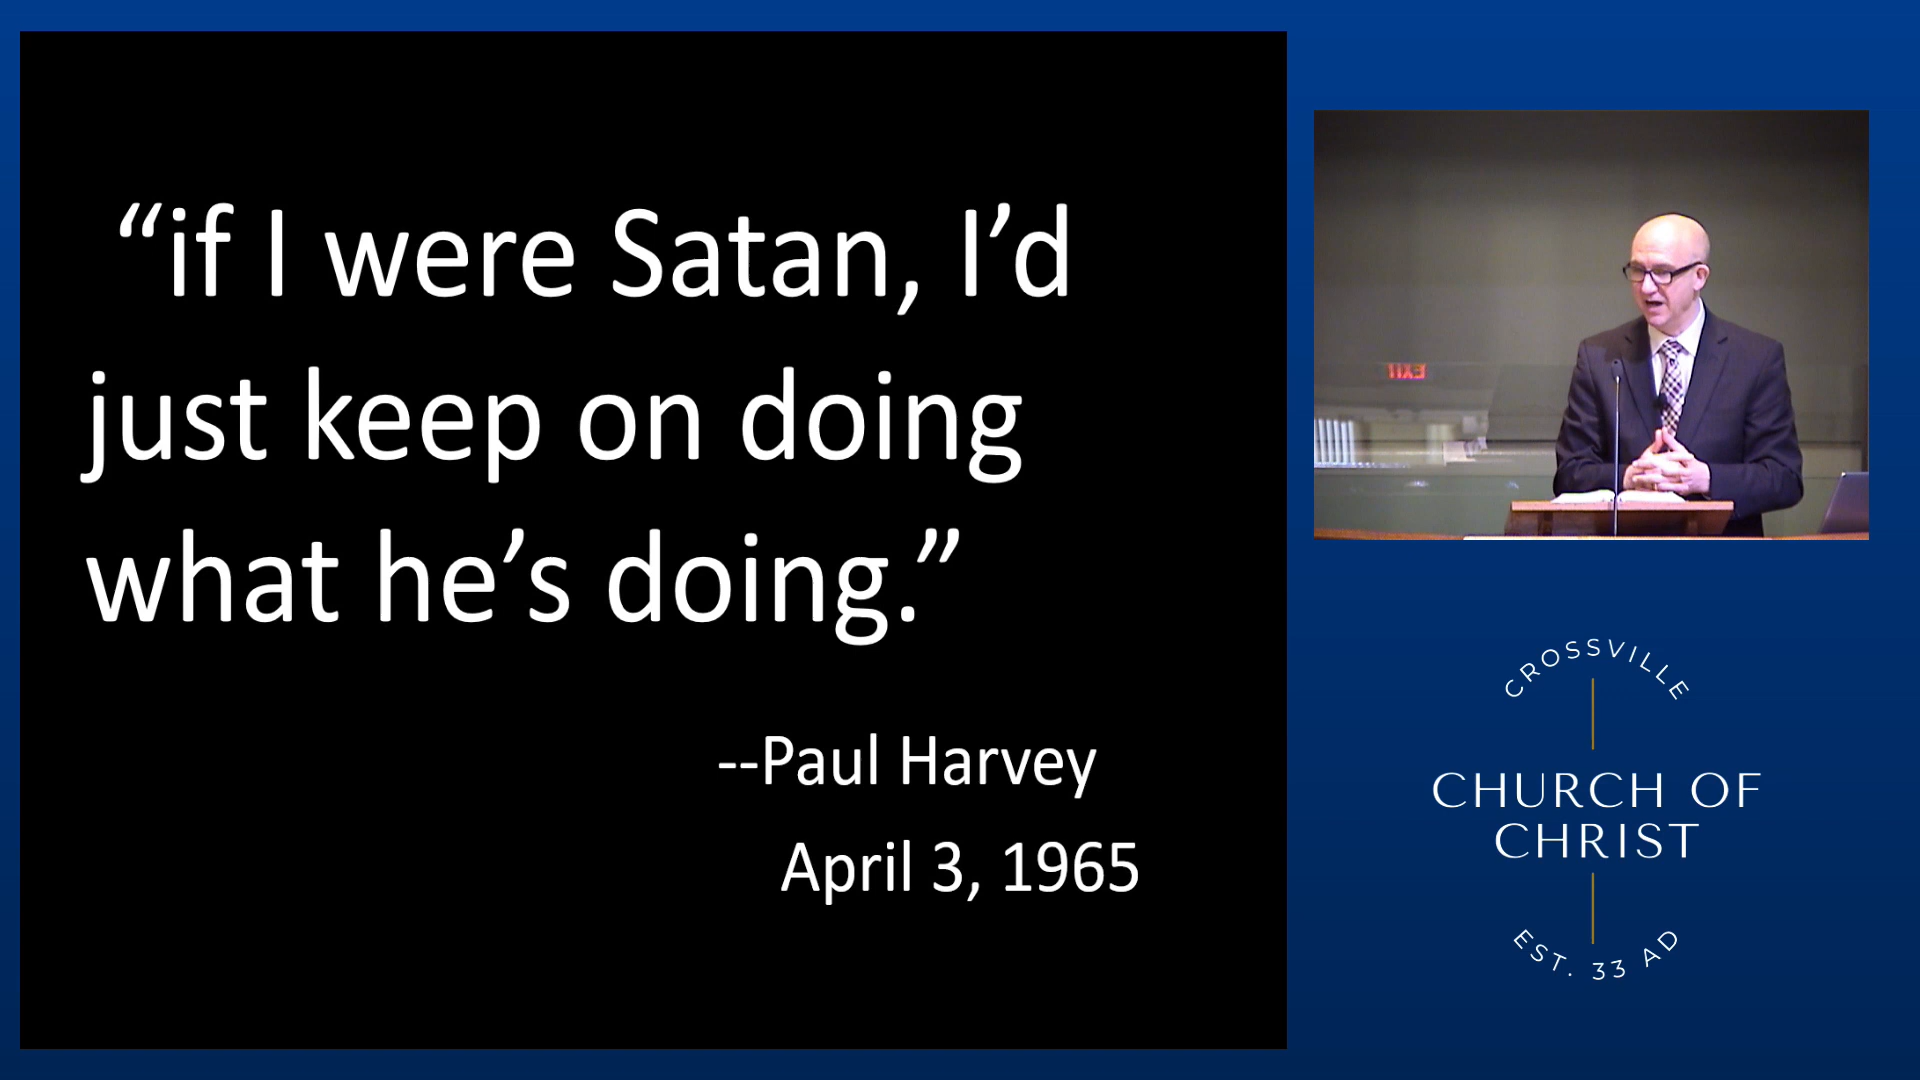 “if I were Satan, I’d
just keep on doing
what he’s doing.”
--Paul Harvey
April 3, 1965
EXIT
CROSSVILLE
CHURCH OF
CHRIST
EST. 33 AD